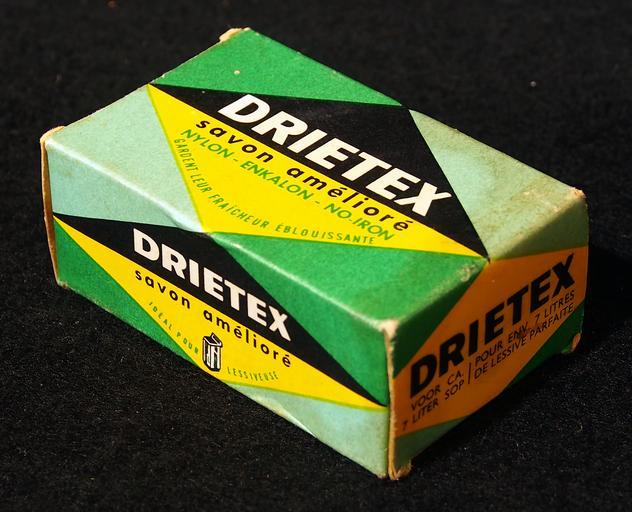 DRIETEX
savon amélioré
NYLON - ENKALON - NO-IRON
GARDENT LEUR FRAÎCHEUR ÉBLOUISSANTE
DRIETEX
savon amélioré
IDÉAL POUR LESSIVEUSE
DRIETEX
VOOR CA. 7 LITER SOP
POUR ENV. 7 LITRES DE LESSIVE PARFAITE